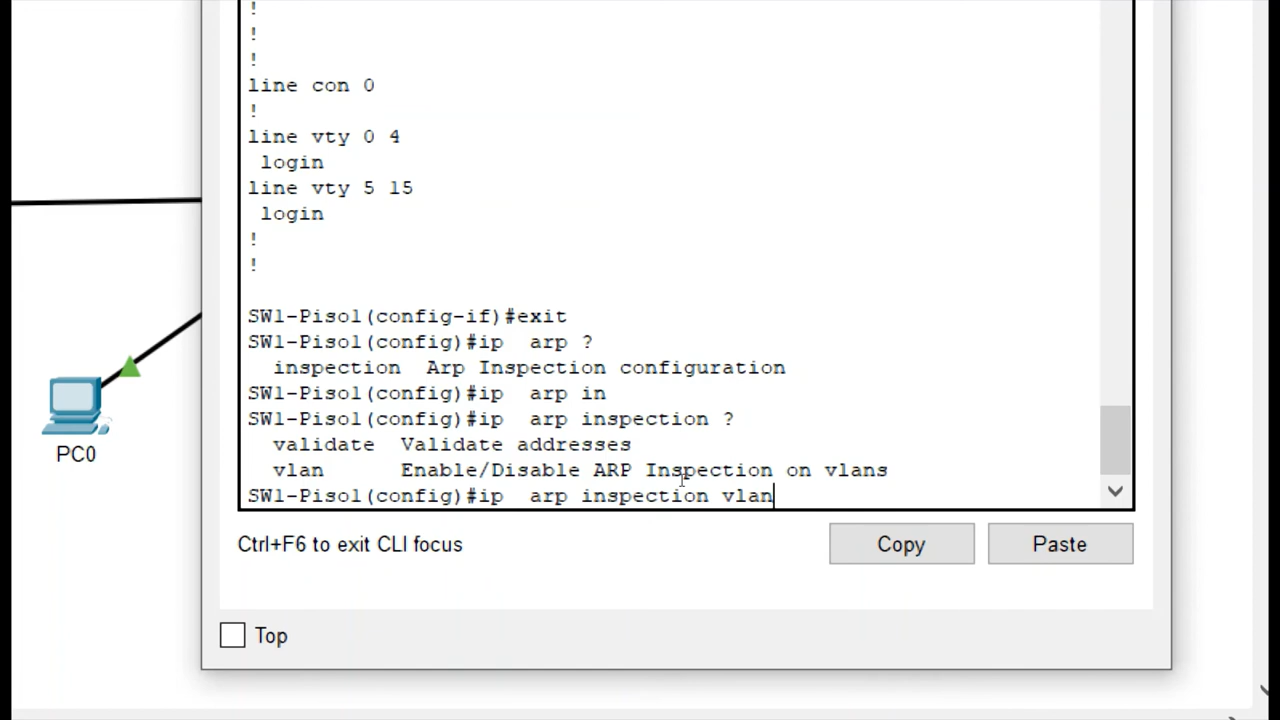 !
!
!
line con 0
!
line vty 0 4
 login
line vty 5 15
 login
!
!
SW1-Pisol(config-if)#exit
SW1-Pisol(config)#ip  arp ?
  inspection  Arp Inspection configuration
SW1-Pisol(config)#ip  arp in
SW1-Pisol(config)#ip  arp inspection ?
  validate  Validate addresses
  vlan      Enable/Disable ARP Inspection on vlans
SW1-Pisol(config)#ip  arp inspection vlan
PC0
Ctrl+F6 to exit CLI focus
Copy
Paste
Top